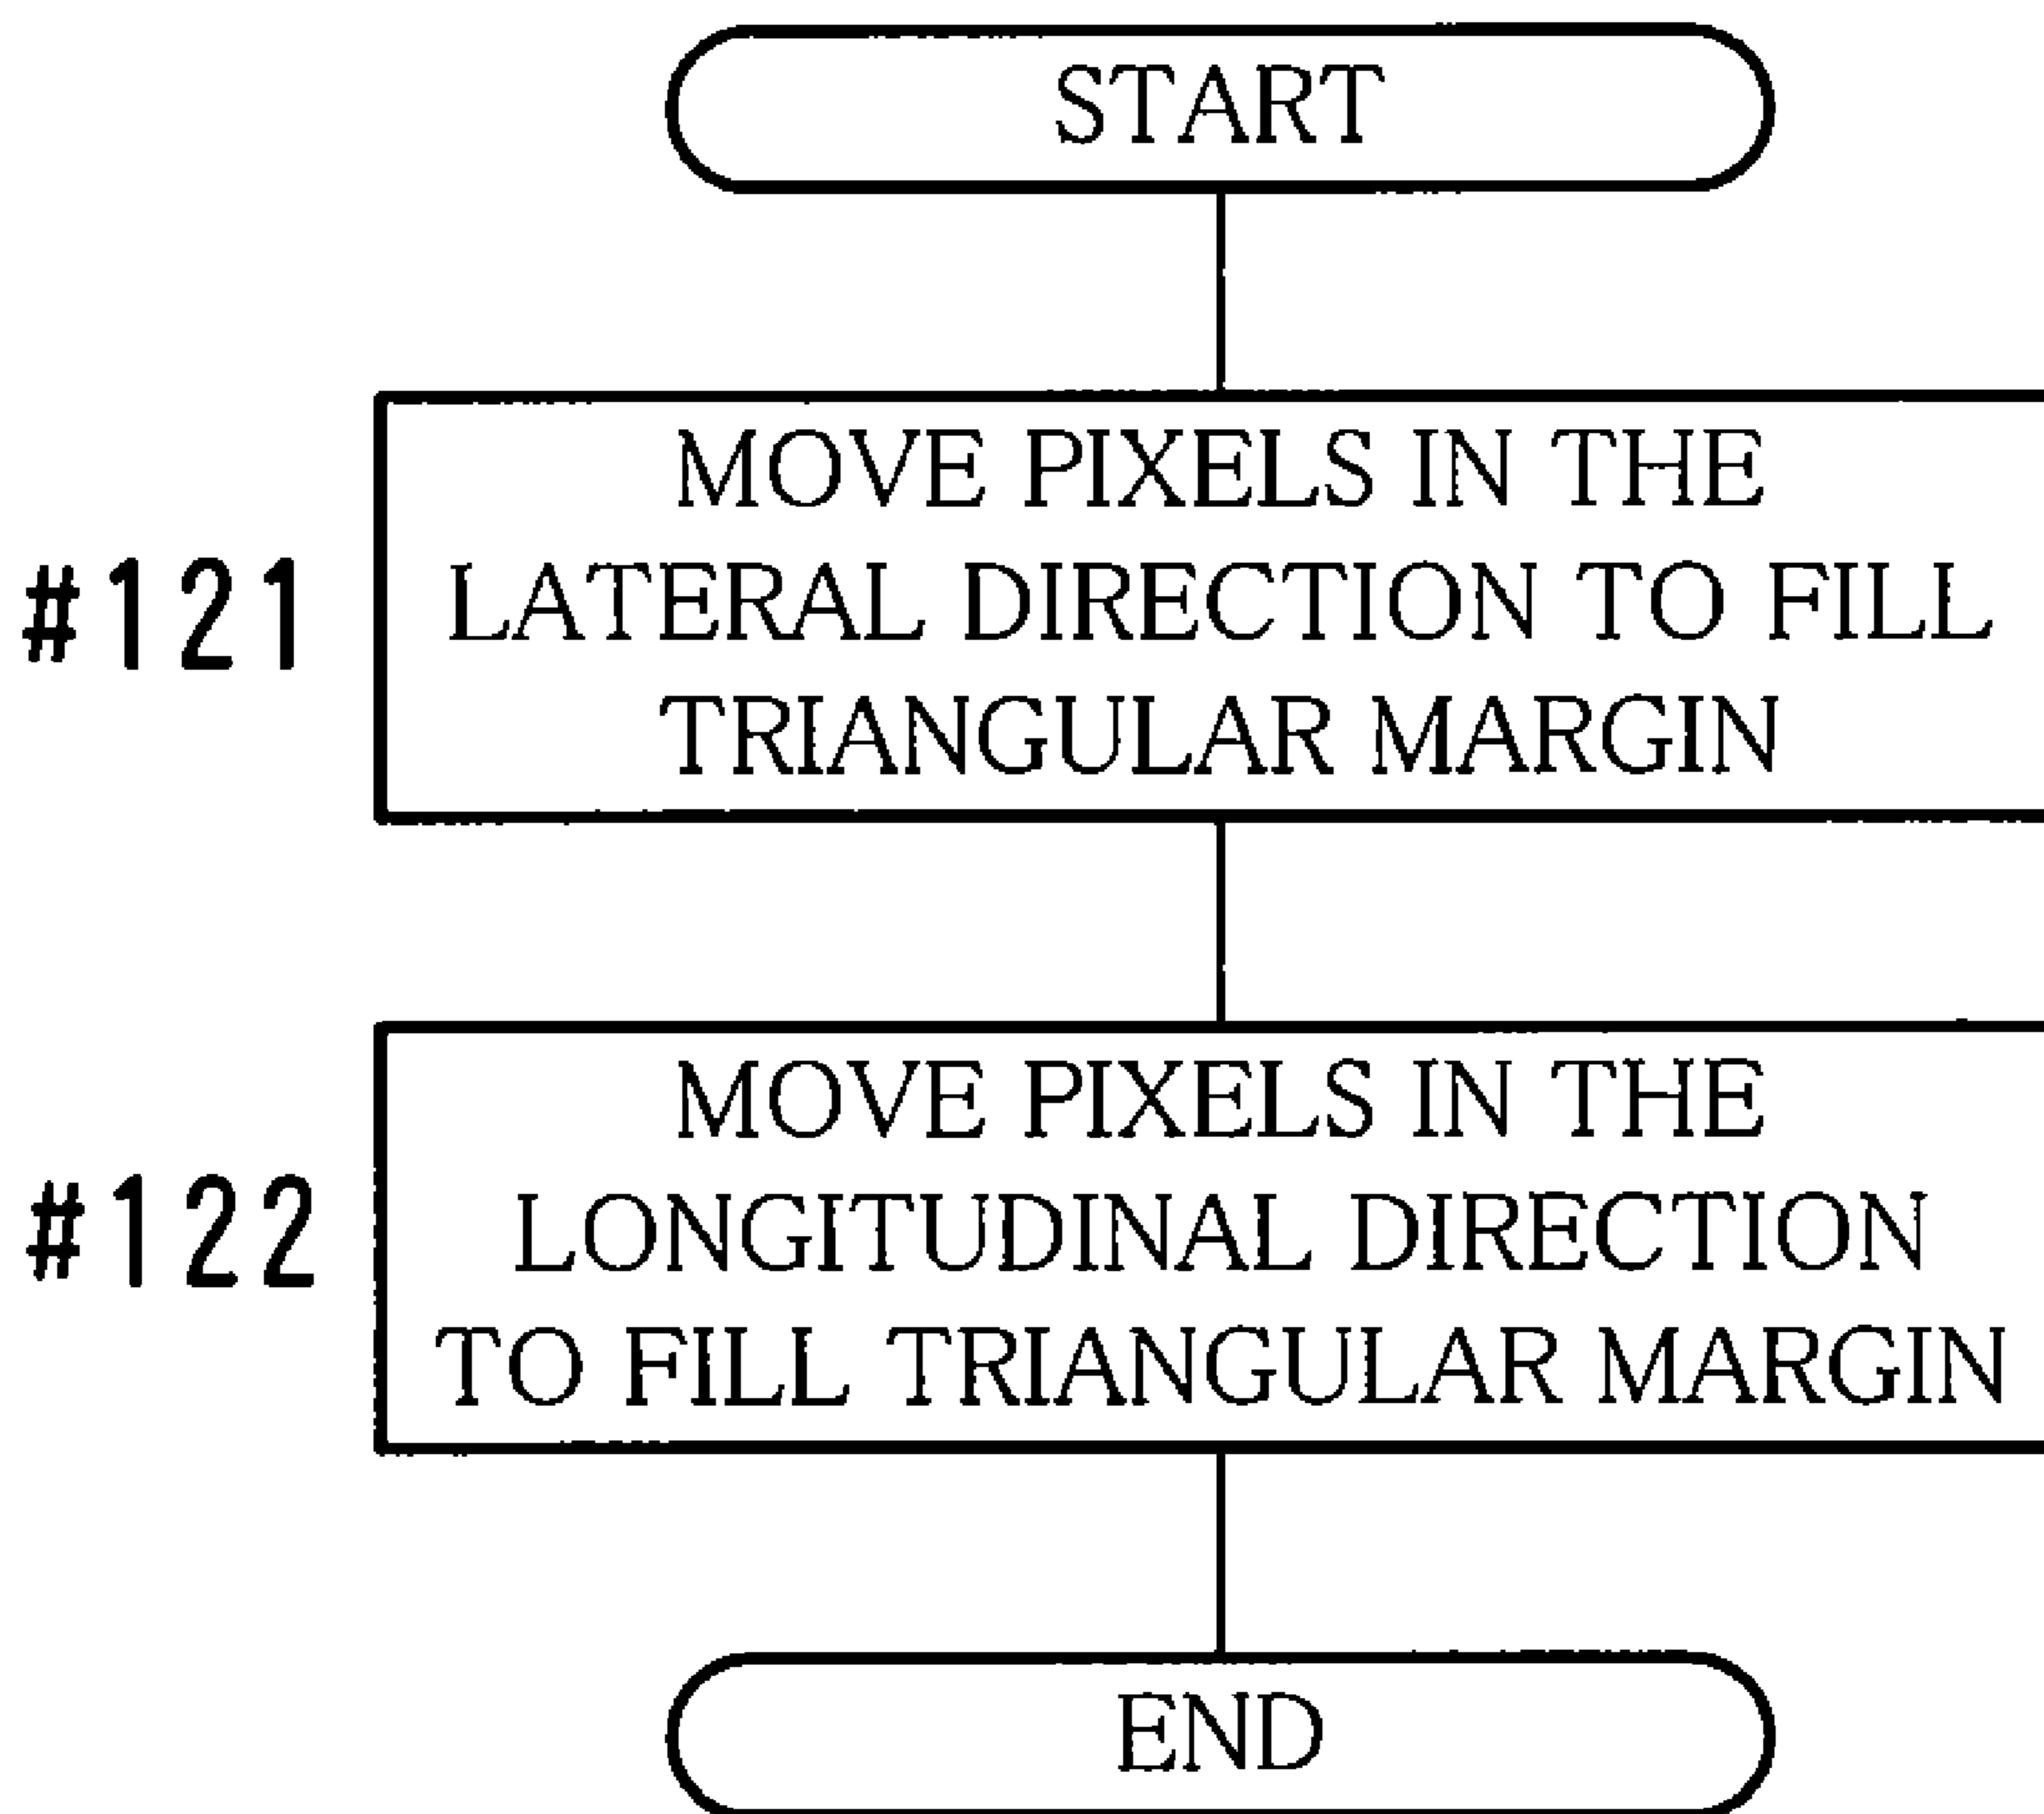 START
MOVE PIXELS IN THE
#121
LATERAL DIRECTION TO FILL
TRIANGULAR MARGIN
MOVE PIXELS IN THE
#122
LONGITUDINAL DIRECTION
TO FILL TRIANGULAR MARGIN
END